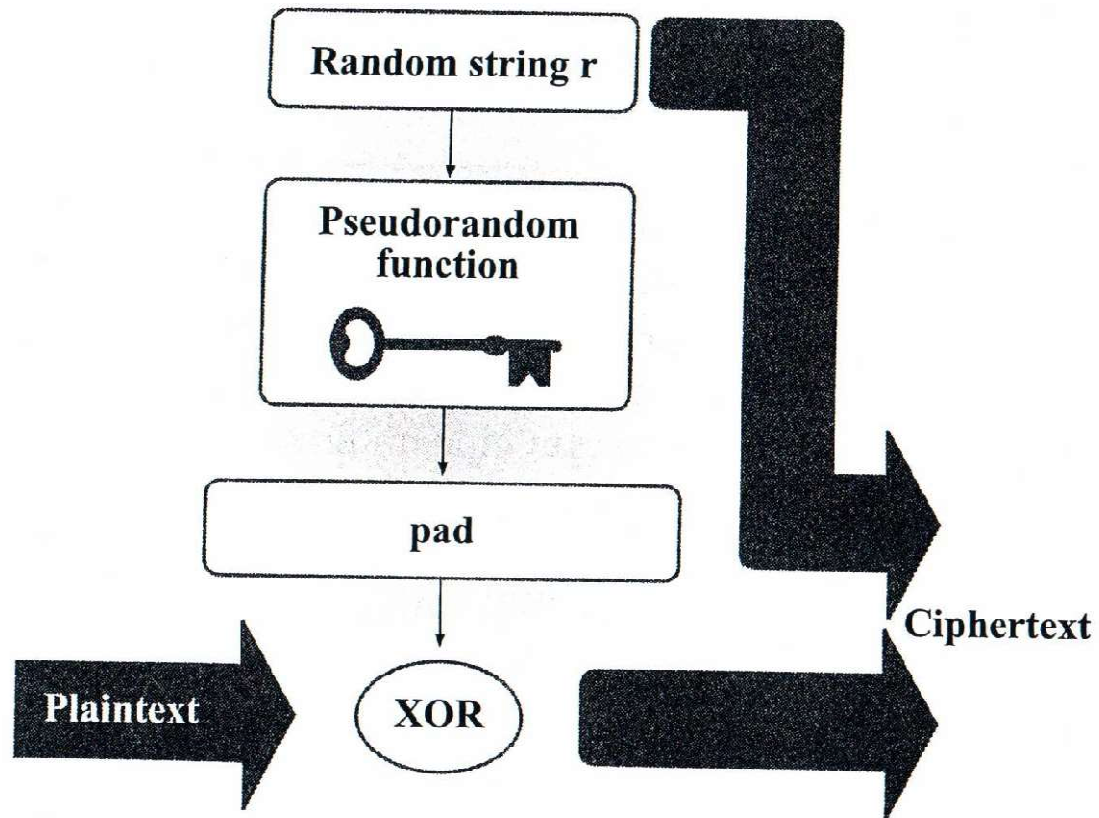 Random string r
Pseudorandom
function
pad
Ciphertext
Plaintext
XOR